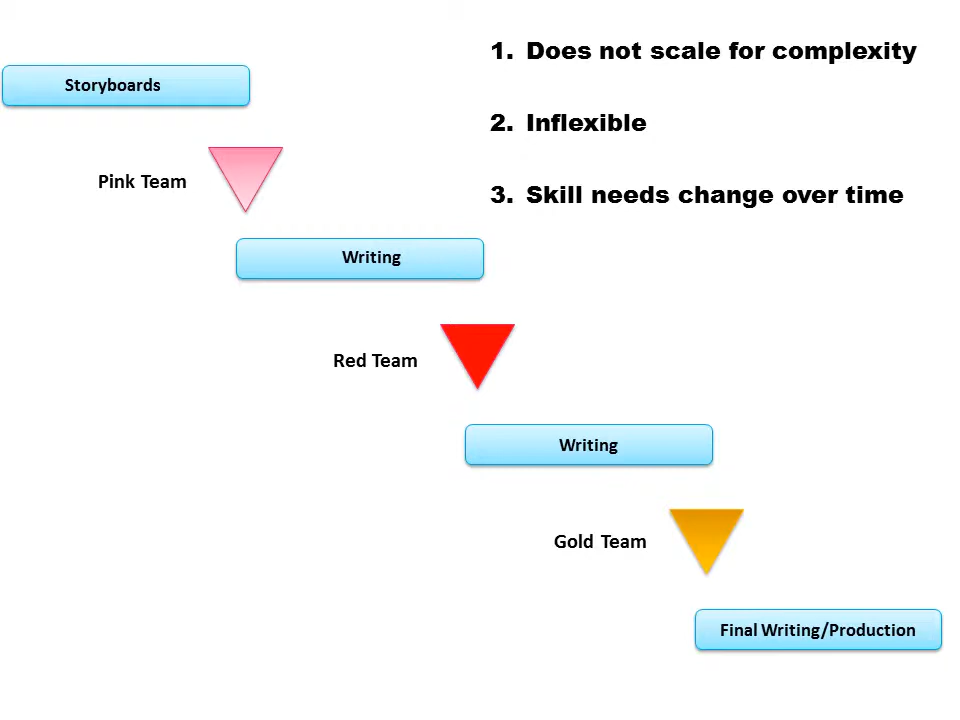 1. Does not scale for complexity
Storyboards
2. Inflexible
Pink Team
3. Skill needs change over time
Writing
Red Team
Writing
Gold Team
Final Writing/Production